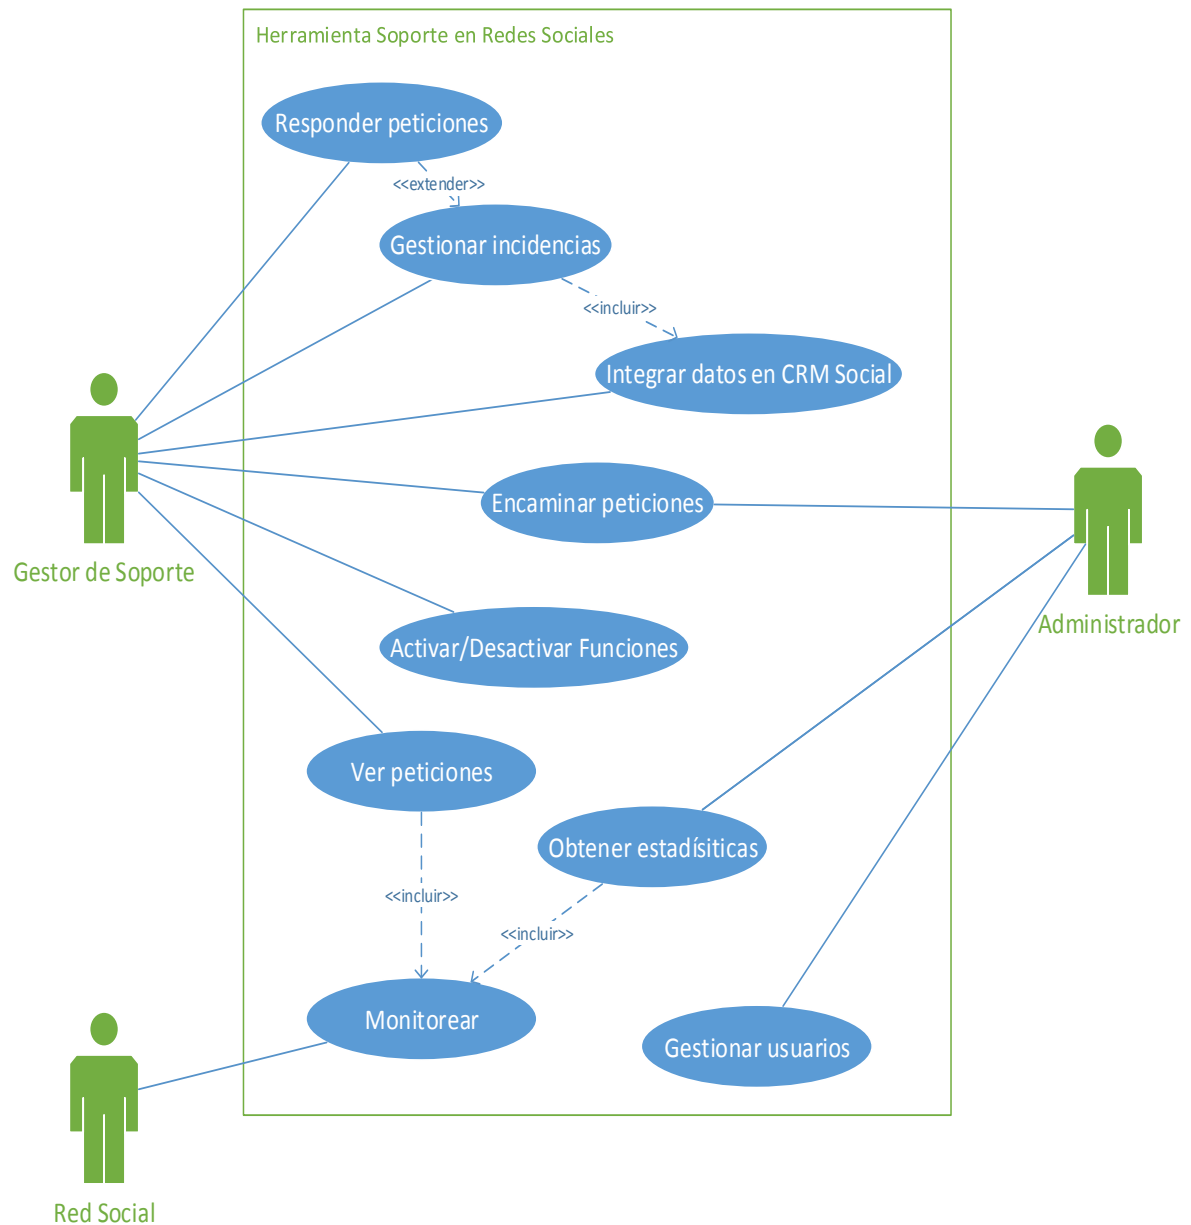 Herramienta Soporte en Redes Sociales
Responder peticiones
<<extender>>
Gestionar incidencias
<<incluir>>
Integrar datos en CRM Social
Encaminar peticiones
Gestor de Soporte
Administrador
Activar/Desactivar Funciones
Ver peticiones
Obtener estadísiticas
<<incluir>>
<<incluir>>
Monitorear
Gestionar usuarios
Red Social